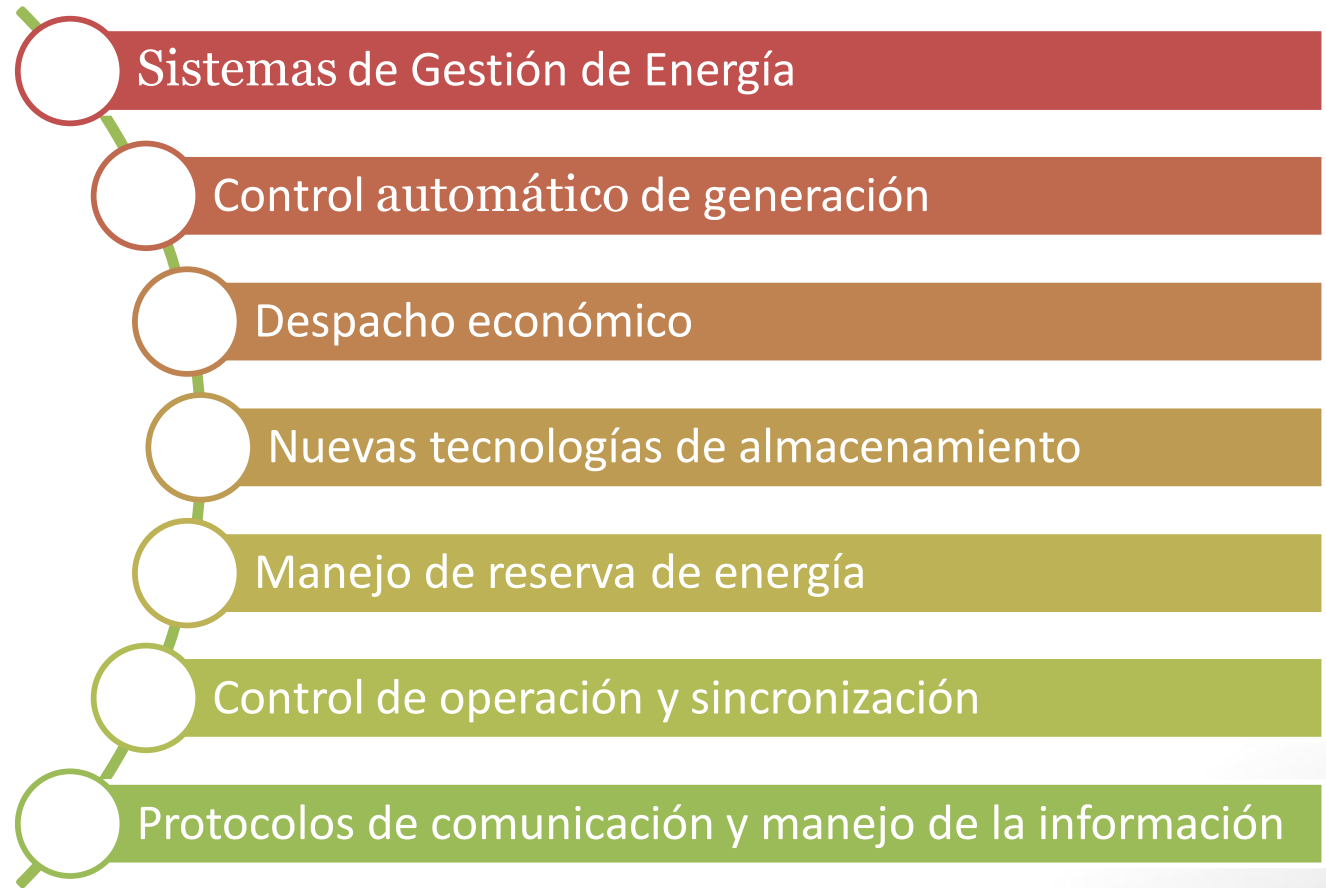 Sistemas de Gestión de Energía
Control automático de generación
Despacho económico
Nuevas tecnologías de almacenamiento
Manejo de reserva de energía
Control de operación y sincronización
Protocolos de comunicación y manejo de la información